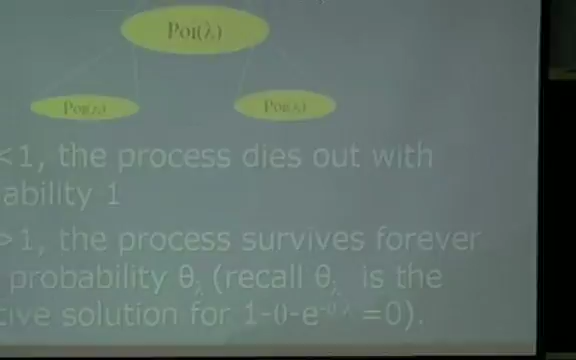 Poi(λ)
Poi(λ) Poi(λ)
<1, the process dies out with
ability 1
>1, the process survives forever
probability θλ (recall θλ is the
tive solution for 1-θ-e^-θλ =0).